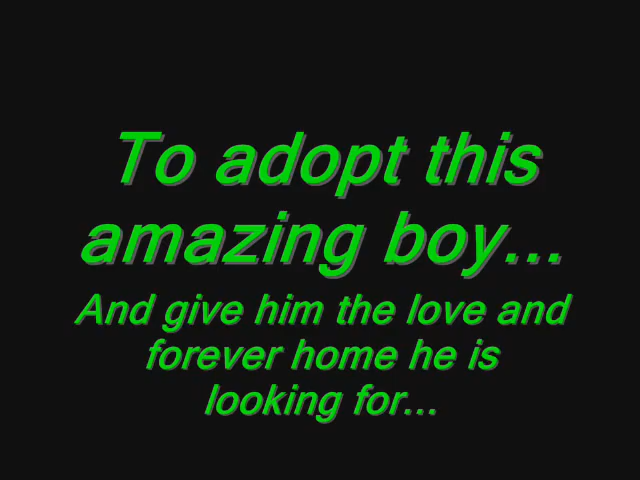 To adopt this
amazing boy...
And give him the love and
forever home he is
looking for...